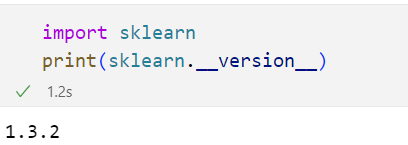 import sklearn
print(sklearn.__version__)
1.2s
1.3.2